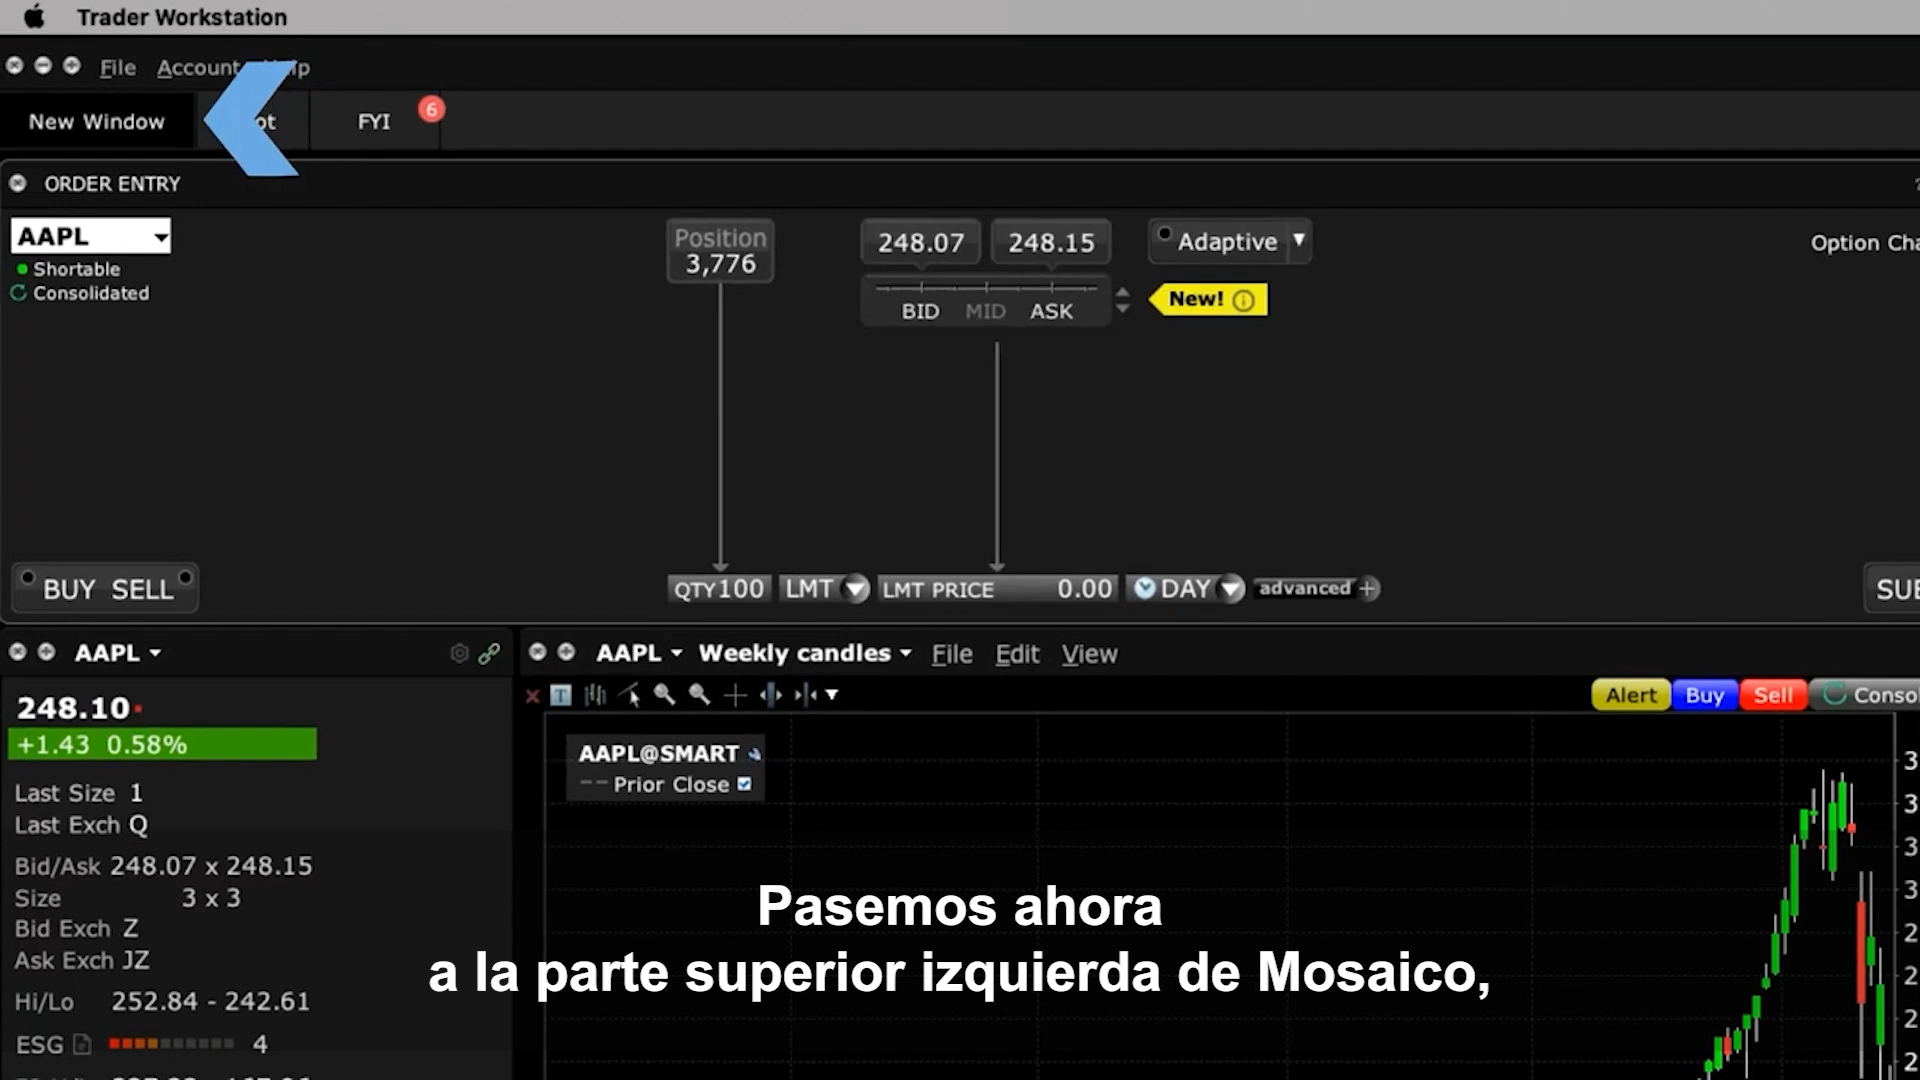 Trader Workstation
File Account
New Window
FYI
6
ORDER ENTRY
AAPL
Shortable
Consolidated
Position
3,776
248.07 248.15
BID MID ASK
Adaptive
New!
BUY SELL
QTY 100 LMT LMT PRICE 0.00 DAY advanced +
AAPL
248.10
+1.43 0.58%
Last Size 1
Last Exch Q
Bid/Ask 248.07 x 248.15
Size 3 x 3
Bid Exch Z
Ask Exch JZ
Hi/Lo 252.84 - 242.61
ESG 4
AAPL Weekly candles File Edit View
T
Alert Buy Sell
AAPL@SMART
Prior Close
Pasemos ahora
a la parte superior izquierda de Mosaico,